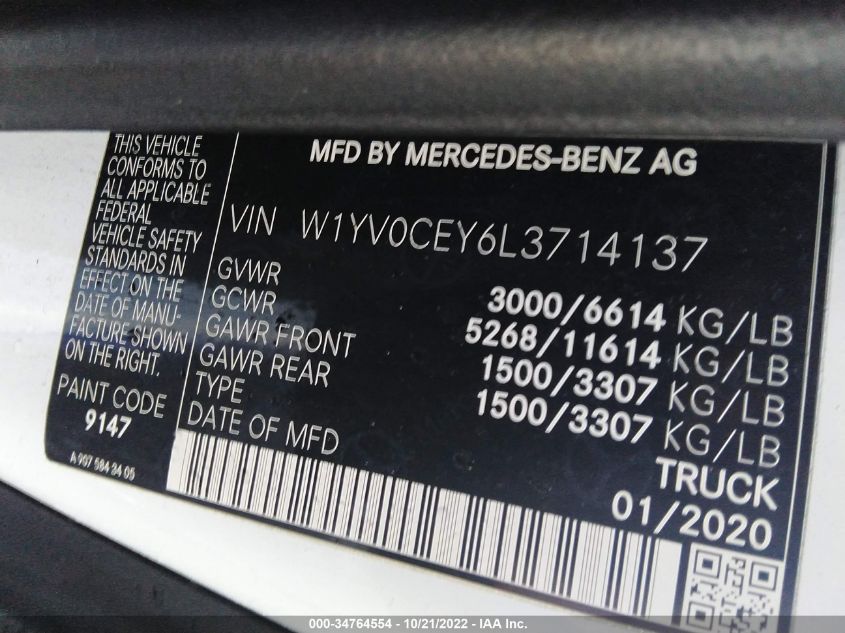 THIS VEHICLE
CONFORMS TO
ALL APPLICABLE
FEDERAL
VEHICLE SAFETY
STANDARDS IN
EFFECT ON THE
DATE OF MANU-
FACTURE SHOWN
ON THE RIGHT.
PAINT CODE
9147
A 907 584 34 05
MFD BY MERCEDES-BENZ AG
VIN W1YV0CEY6L3714137
GVWR 3000/6614 KG/LB
GCWR 5268/11614 KG/LB
GAWR FRONT 1500/3307 KG/LB
GAWR REAR 1500/3307 KG/LB
TYPE TRUCK
DATE OF MFD 01/2020
000-34764554 - 10/21/2022 - IAA Inc.